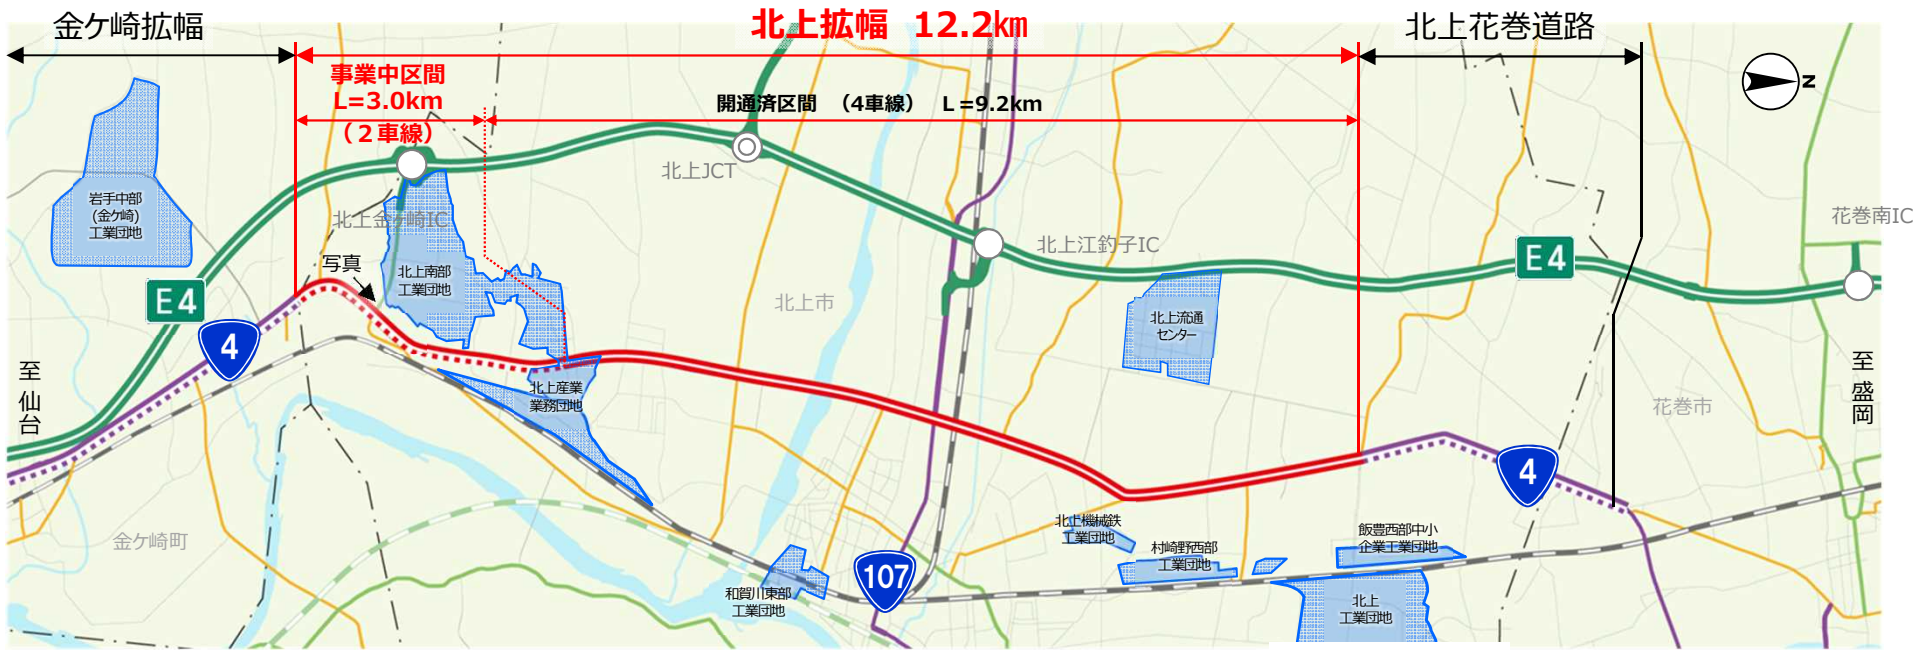 金ケ崎拡幅
北上拡幅 12.2㎞
北上花巻道路
事業中区間
L=3.0km
（２車線）
開通済区間 （4車線） L=9.2km
N
北上JCT
岩手中部
(金ケ崎)
工業団地
北上金ヶ崎IC
花巻南IC
北上江釣子IC
写真
北上南部
工業団地
E4
E4
北上市
北上流通
センター
4
至 仙台
至 盛岡
北上産業
業務団地
花巻市
4
金ケ崎町
北上機械鉄
工業団地
村崎野西部
工業団地
飯豊西部中小
企業工業団地
107
和賀川東部
工業団地
北上
工業団地